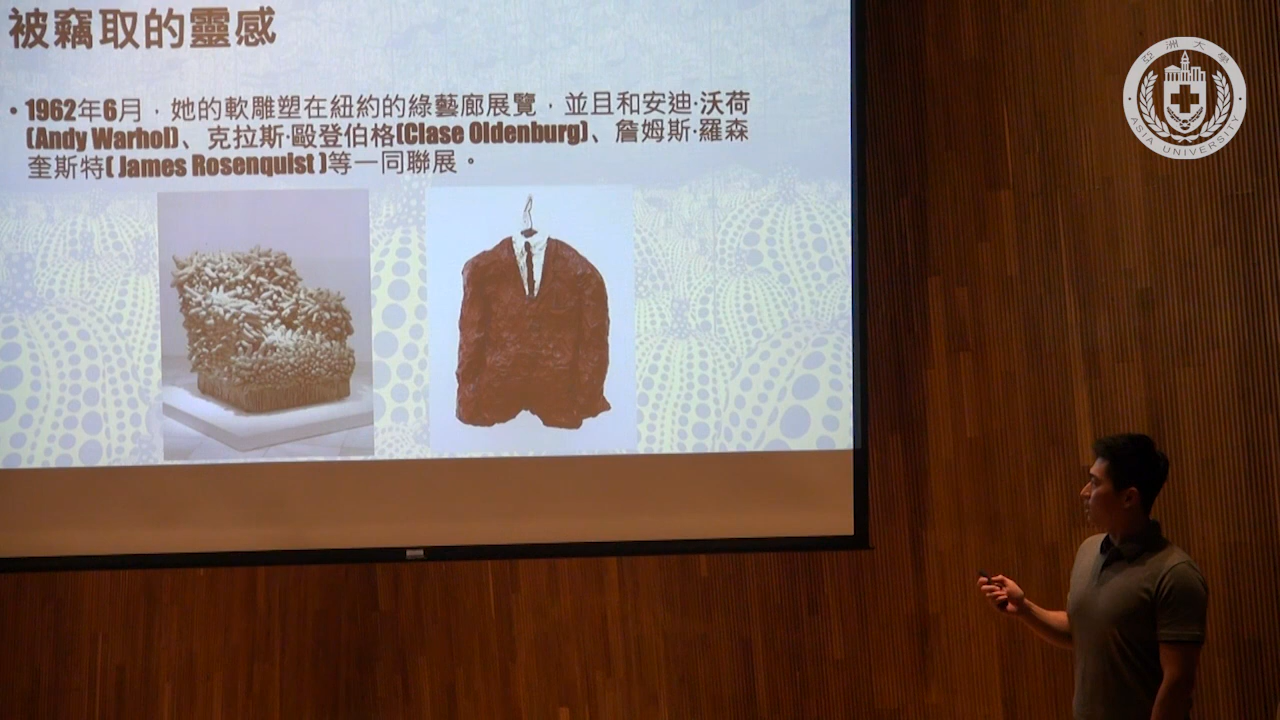 被竊取的靈感
• 1962年6月，她的軟雕塑在紐約的綠藝廊展覽，並且和安迪·沃荷
(Andy Warhol)、克拉斯·毆登伯格(Clase Oldenburg)、詹姆斯·羅森
奎斯特( James Rosenquist )等一同聯展。
亞洲大學
ASIA UNIVERSITY